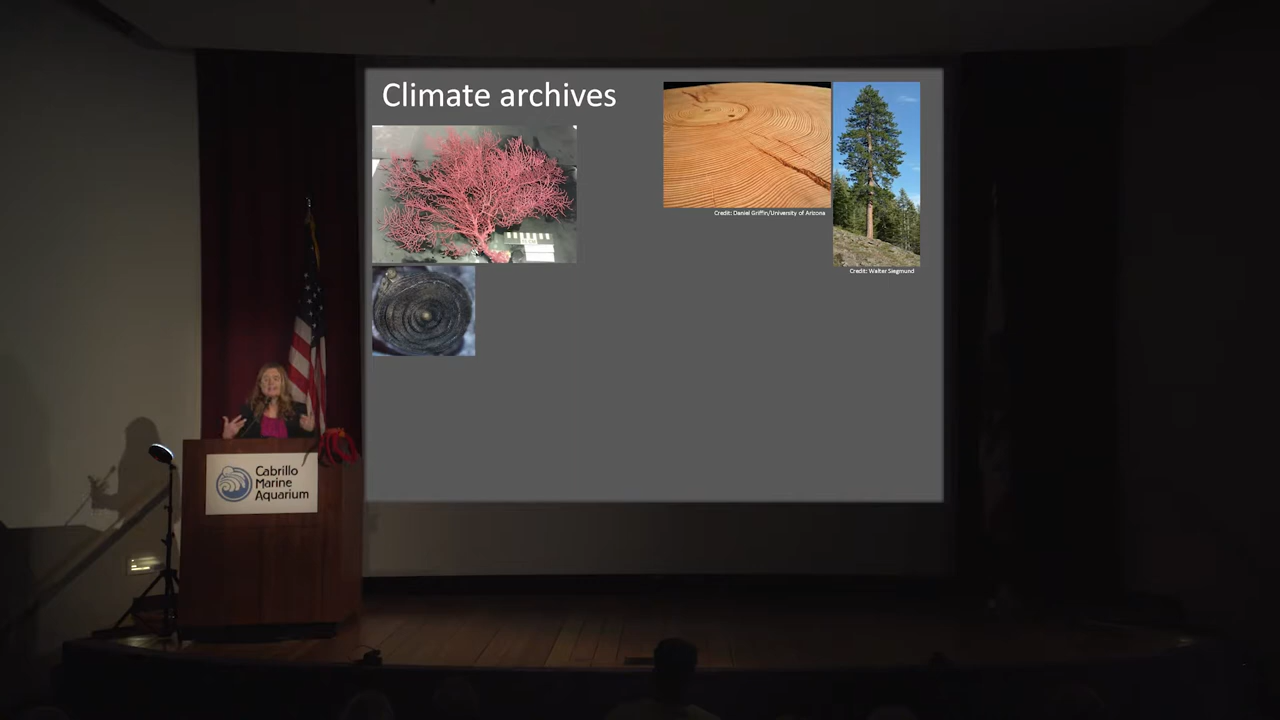 Climate archives
Credit: Daniel Griffin/University of Arizona
Credit: Walter Siegmund
Cabrillo
Marine
Aquarium